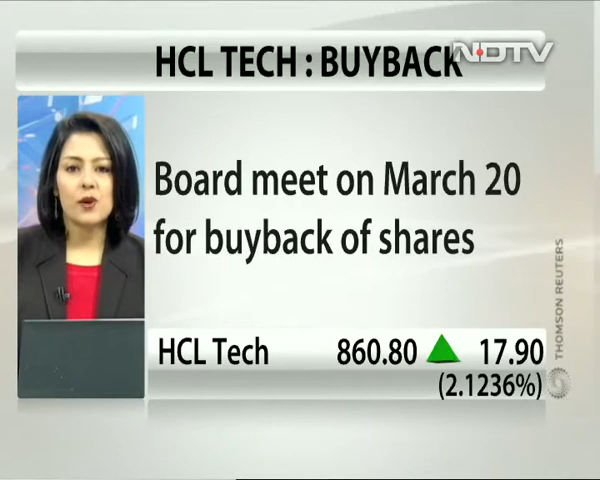 HCL TECH : BUYBACK
NDTV
Board meet on March 20
for buyback of shares
HCL Tech 860.80 17.90
(2.1236%)
THOMSON REUTERS